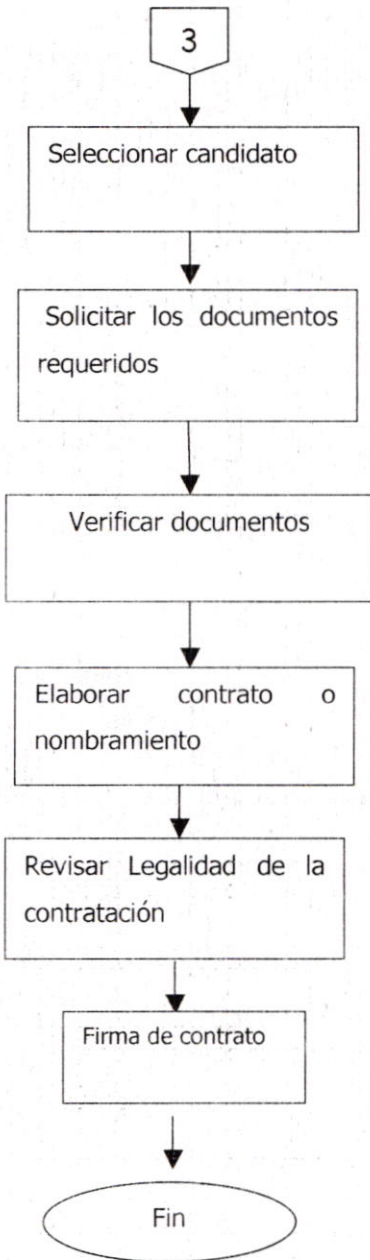 3
Seleccionar candidato
Solicitar los documentos
requeridos
Verificar documentos
Elaborar contrato o
nombramiento
Revisar Legalidad de la
contratación
Firma de contrato
Fin